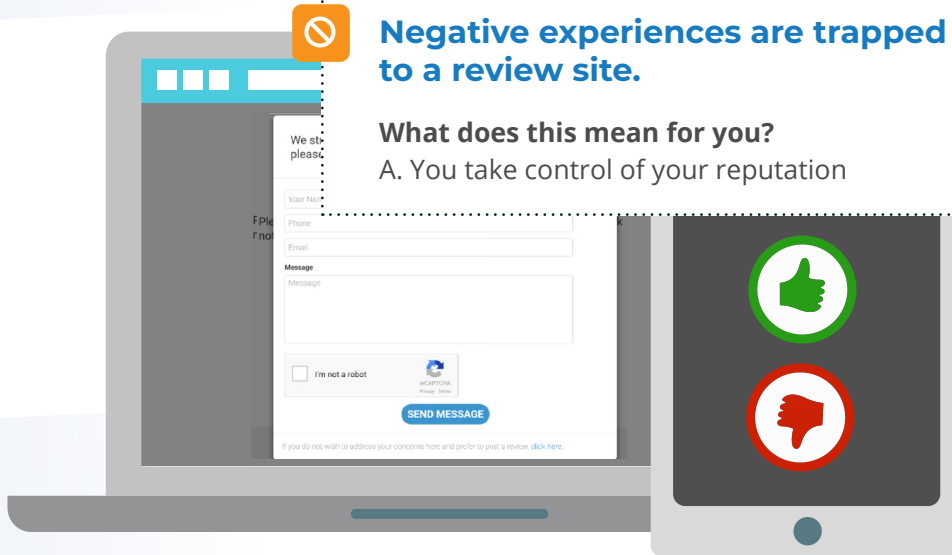 Negative experiences are trapped
to a review site.
What does this mean for you?
A. You take control of your reputation
We
please
Your
Phone
Email
Message
Message
I'm not a robot
reCAPTCHA
Privacy - Terms
SEND MESSAGE
If you do not wish to address your concerns here and prefer to post a review, click here.